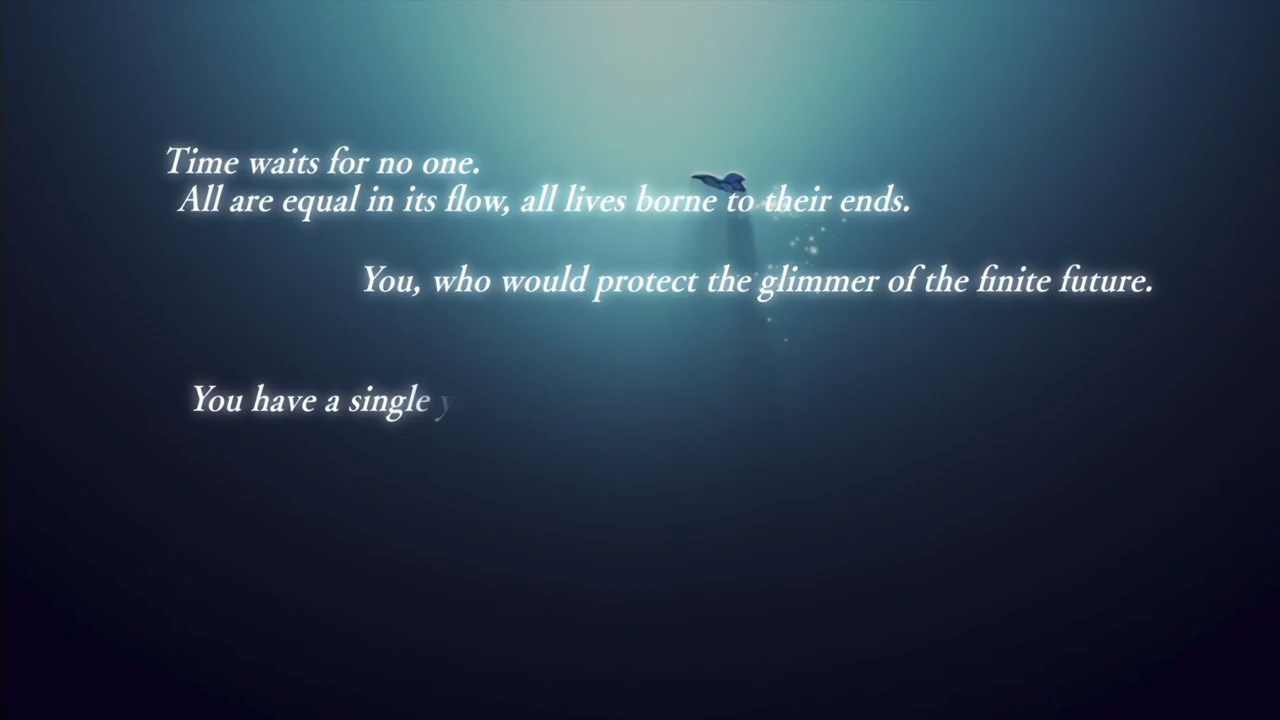 Time waits for no one.
All are equal in its flow, all lives borne to their ends.
You, who would protect the glimmer of the finite future.
You have a single y